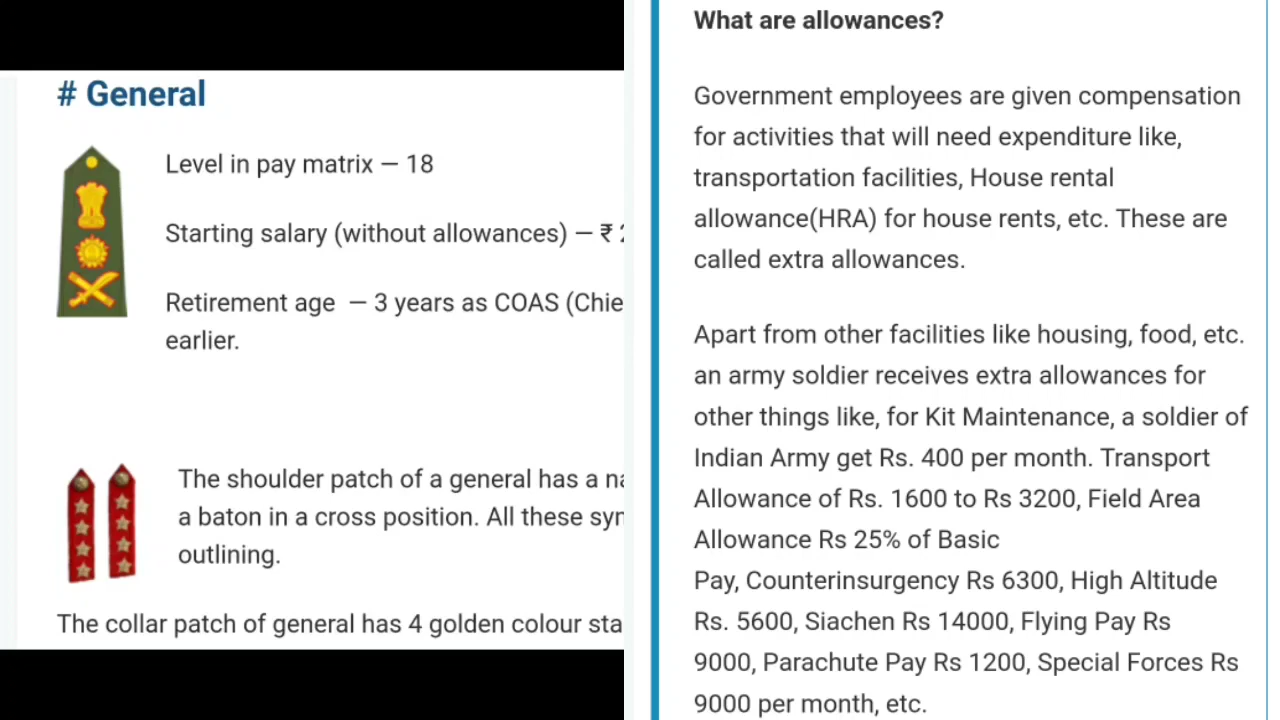 # General
Level in pay matrix – 18
Starting salary (without allowances) – ₹
Retirement age – 3 years as COAS (Chie
earlier.
The shoulder patch of a general has a na
a baton in a cross position. All these syn
outlining.
The collar patch of general has 4 golden colour sta
What are allowances?
Government employees are given compensation
for activities that will need expenditure like,
transportation facilities, House rental
allowance(HRA) for house rents, etc. These are
called extra allowances.
Apart from other facilities like housing, food, etc.
an army soldier receives extra allowances for
other things like, for Kit Maintenance, a soldier of
Indian Army get Rs. 400 per month. Transport
Allowance of Rs. 1600 to Rs 3200, Field Area
Allowance Rs 25% of Basic
Pay, Counterinsurgency Rs 6300, High Altitude
Rs. 5600, Siachen Rs 14000, Flying Pay Rs
9000, Parachute Pay Rs 1200, Special Forces Rs
9000 per month, etc.